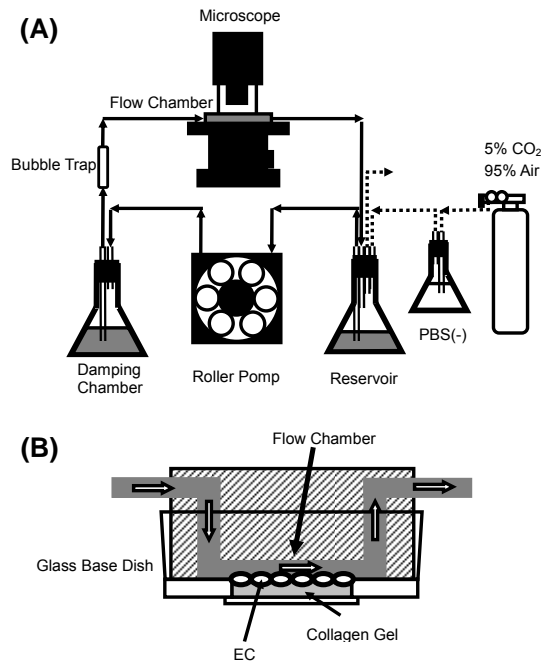 (A)
Microscope
Flow Chamber
Bubble Trap
5% CO₂
95% Air
PBS(-)
Damping
Chamber
Roller Pomp
Reservoir
(B)
Flow Chamber
Glass Base Dish
Collagen Gel
EC